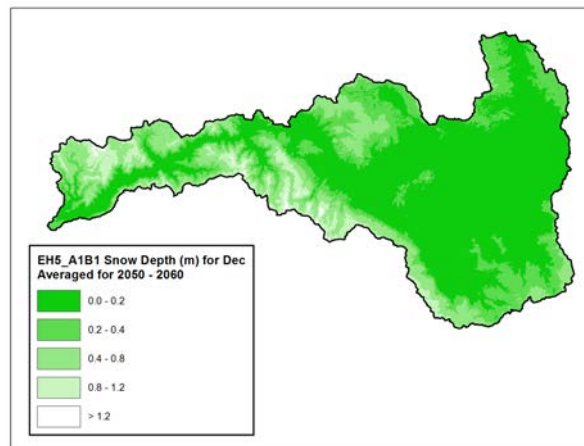 EH5_A1B1 Snow Depth (m) for Dec
Averaged for 2050 - 2060
0.0 - 0.2
0.2 - 0.4
0.4 - 0.8
0.8 - 1.2
> 1.2